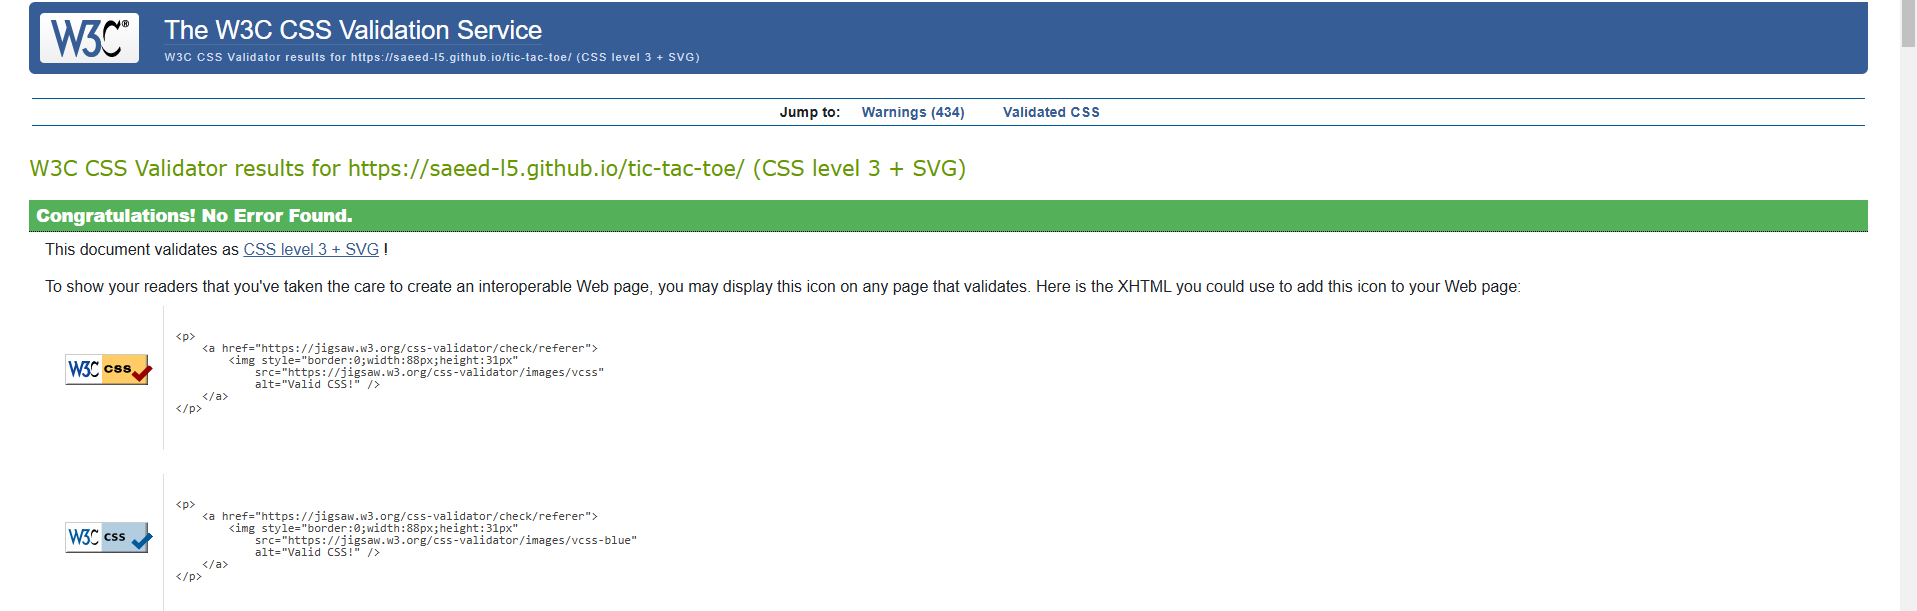 W3C®
The W3C CSS Validation Service
W3C CSS Validator results for https://saeed-l5.github.io/tic-tac-toe/ (CSS level 3 + SVG)
Jump to: Warnings (434) Validated CSS
W3C CSS Validator results for https://saeed-l5.github.io/tic-tac-toe/ (CSS level 3 + SVG)
Congratulations! No Error Found.
This document validates as CSS level 3 + SVG !
To show your readers that you've taken the care to create an interoperable Web page, you may display this icon on any page that validates. Here is the XHTML you could use to add this icon to your Web page:
W3C css
<p>
    <a href="https://jigsaw.w3.org/css-validator/check/referer">
        <img style="border:0;width:88px;height:31px"
            src="https://jigsaw.w3.org/css-validator/images/vcss"
            alt="Valid CSS!" />
    </a>
</p>
W3C css
<p>
    <a href="https://jigsaw.w3.org/css-validator/check/referer">
        <img style="border:0;width:88px;height:31px"
            src="https://jigsaw.w3.org/css-validator/images/vcss-blue"
            alt="Valid CSS!" />
    </a>
</p>